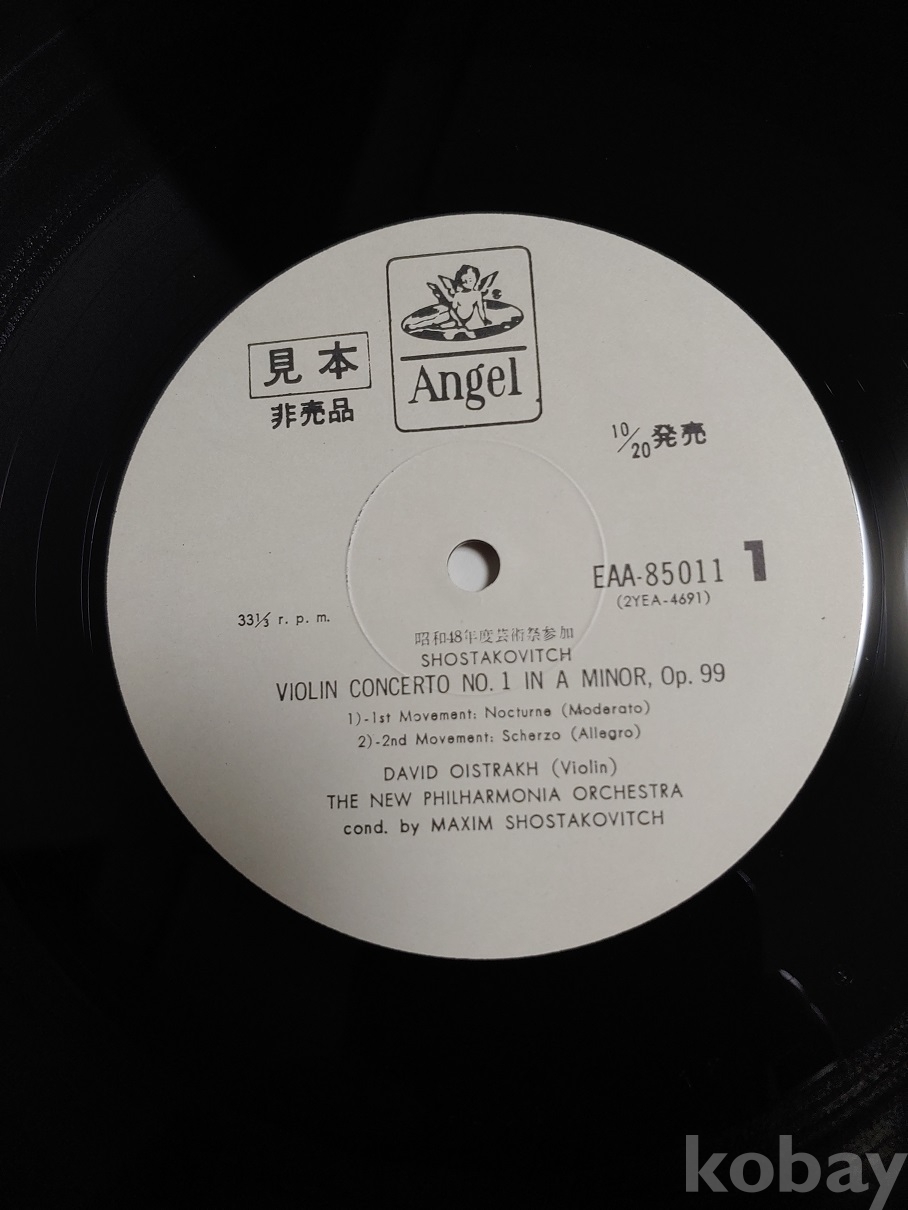 Angel
見本
非売品
10/20発売
EAA-85011 1
(2YEA-4691)
33⅓ r. p. m.
昭和48年度芸術祭参加
SHOSTAKOVITCH
VIOLIN CONCERTO NO. 1 IN A MINOR, Op. 99
1)-1st Movement: Nocturne (Moderato)
2)-2nd Movement: Scherzo (Allegro)
DAVID OISTRAKH (Violin)
THE NEW PHILHARMONIA ORCHESTRA
cond. by MAXIM SHOSTAKOVITCH
kobay